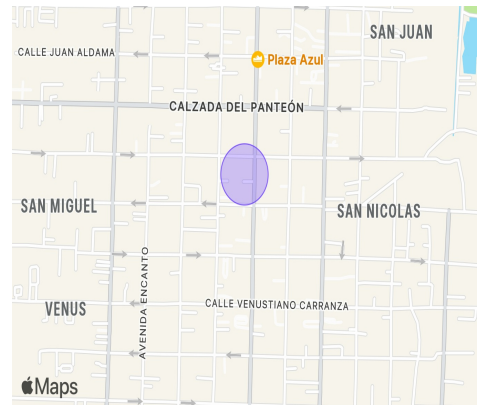 SAN JUAN
CALLE JUAN ALDAMA
Plaza Azul
CALZADA DEL PANTEÓN
SAN MIGUEL
SAN NICOLAS
AVENIDA ENCANTO
CALLE VENUSTIANO CARRANZA
VENUS
Maps